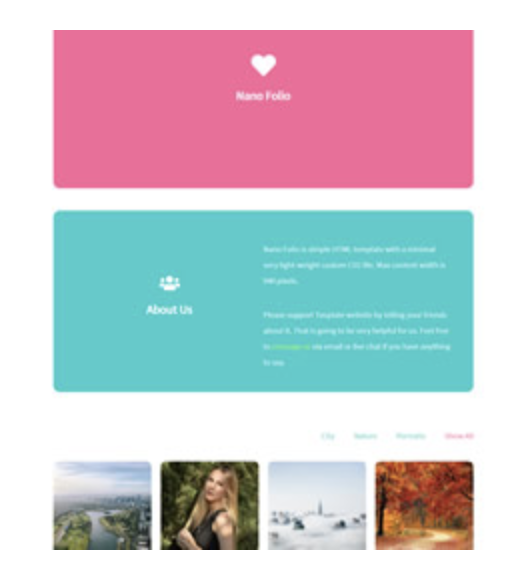 Nano Folio
About Us
Nano Folio is simple HTML template with a minimal
very light-weight custom CSS file. Max content width is
pixels.
Please support Tooplate website by telling your friends
about it. That is going to be very helpful for us. Feel free
to message us via email or live chat if you have anything
to say.
City Nature Portraits Show All